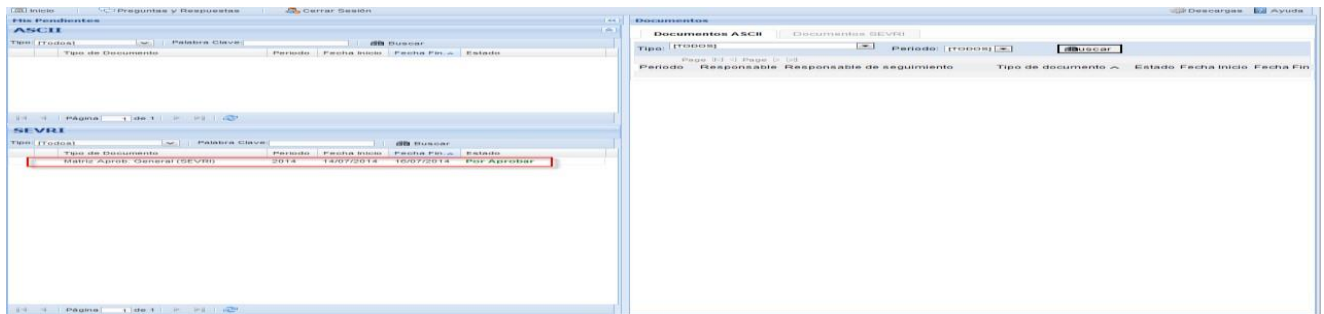 Inicio Preguntas y Respuestas Cerrar Sesión Descargas Ayuda
Mis Pendientes
ASCII
Tipo: [Todos] Palabra Clave: Buscar
Tipo de Documento Periodo Fecha Inicio Fecha Fin Estado
Página 1 de 1
SEVRI
Tipo: [Todos] Palabra Clave: Buscar
Tipo de Documento Periodo Fecha Inicio Fecha Fin Estado
Matriz Aprob. General (SEVRI) 2014 14/07/2014 16/07/2014 Por Aprobar
Página 1 de 1
Documentos
Documentos ASCII Documentos SEVRI
Tipo: [TODOS] Periodo: [TODOS] Buscar
Page Page
Periodo Responsable Responsable de seguimiento Tipo de documento Estado Fecha Inicio Fecha Fin